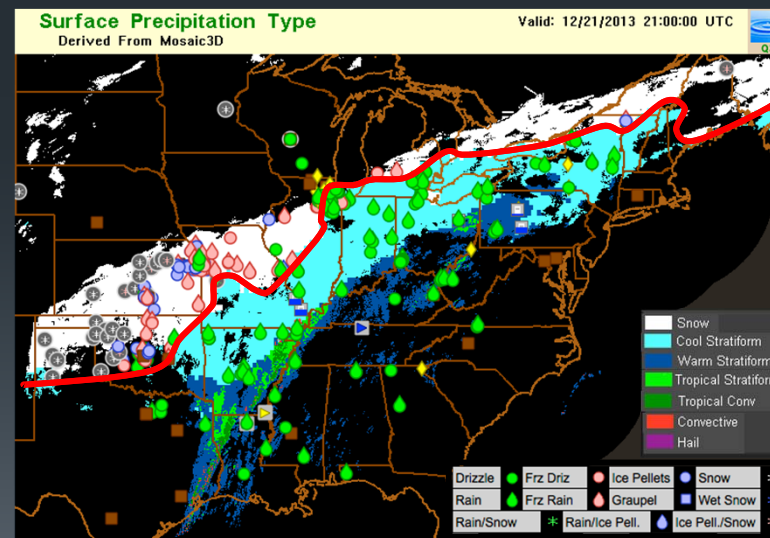 Surface Precipitation Type
Derived From Mosaic3D
Valid: 12/21/2013 21:00:00 UTC
Snow
Cool Stratiform
Warm Stratiform
Tropical Stratiform
Tropical Conv
Convective
Hail
Drizzle Frz Driz Ice Pellets Snow
Rain Frz Rain Graupel Wet Snow
Rain/Snow Rain/Ice Pell. Ice Pell./Snow